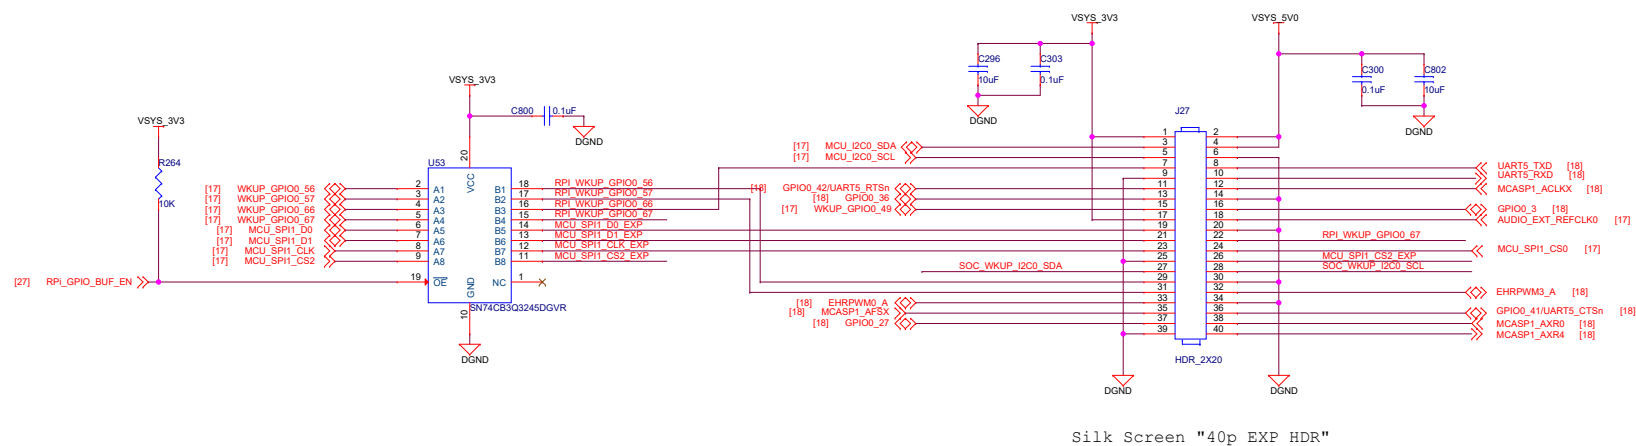 VSYS_3V3
VSYS_5V0
C296
10uF
C303
0.1uF
C300
0.1uF
C802
10uF
DGND
DGND
VSYS_3V3
C800
0.1uF
DGND
VSYS_3V3
R264
10K
U53
20
VCC
[17] WKUP_GPIO0_56 2 A1 B1 18 RPI_WKUP_GPIO0_56
[17] WKUP_GPIO0_57 3 A2 B2 17 RPI_WKUP_GPIO0_57
[17] WKUP_GPIO0_66 4 A3 B3 16 RPI_WKUP_GPIO0_66
[17] WKUP_GPIO0_67 5 A4 B4 15 RPI_WKUP_GPIO0_67
[17] MCU_SPI1_D0 6 A5 B5 14 MCU_SPI1_D0_EXP
[17] MCU_SPI1_D1 7 A6 B6 13 MCU_SPI1_D1_EXP
[17] MCU_SPI1_CLK 8 A7 B7 12 MCU_SPI1_CLK_EXP
[17] MCU_SPI1_CS2 9 A8 B8 11 MCU_SPI1_CS2_EXP
[27] RPi_GPIO_BUF_EN 19 OE NC 1
GND
10
SN74CB3Q3245DGVR
DGND
J27
1 2
[17] MCU_I2C0_SDA 3 4
[17] MCU_I2C0_SCL 5 6
7 8 UART5_TXD [18]
9 10 UART5_RXD [18]
[18] GPIO0_42/UART5_RTSn 11 12 MCASP1_ACLKX [18]
[18] GPIO0_36 13 14
[17] WKUP_GPIO0_49 15 16 GPIO0_3 [18]
17 18 AUDIO_EXT_REFCLK0 [17]
19 20
21 22 RPI_WKUP_GPIO0_67
23 24 MCU_SPI1_CS0 [17]
25 26 MCU_SPI1_CS2_EXP
SOC_WKUP_I2C0_SDA 27 28 SOC_WKUP_I2C0_SCL
29 30
31 32 EHRPWM3_A [18]
[18] EHRPWM0_A 33 34
[18] MCASP1_AFSX 35 36 GPIO0_41/UART5_CTSn [18]
[18] GPIO0_27 37 38 MCASP1_AXR0 [18]
39 40 MCASP1_AXR4 [18]
HDR_2X20
DGND
DGND
Silk Screen "40p EXP HDR"